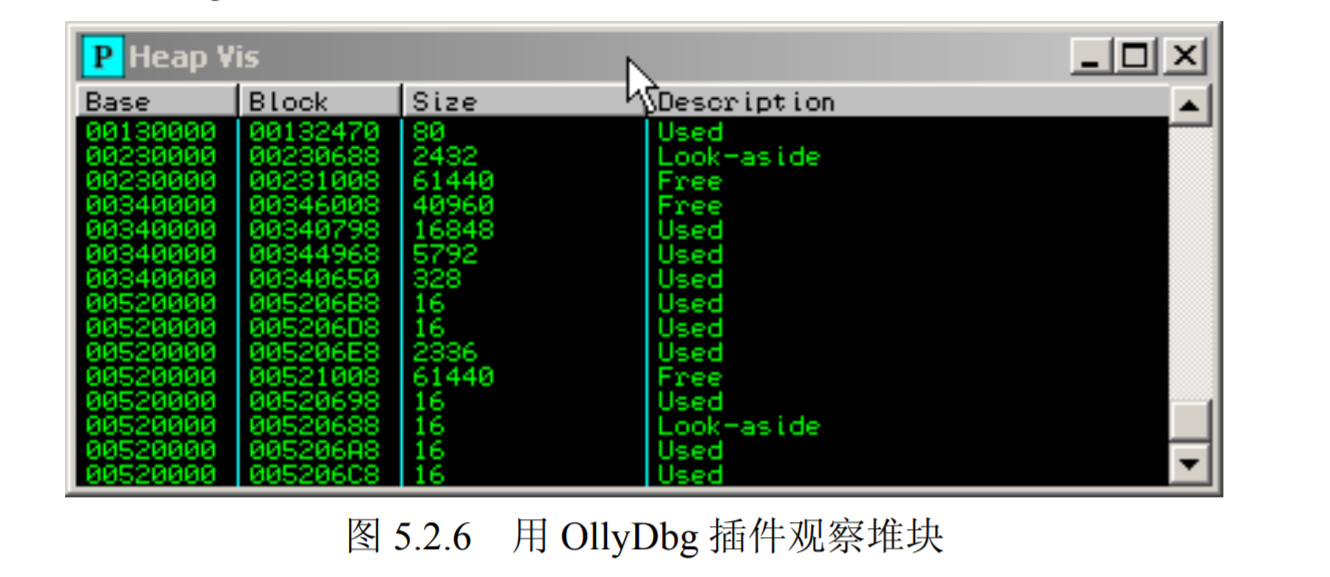 P Heap Vis
Base Block Size Description
00130000 00132470 80 Used
00230000 00230688 2432 Look-aside
00230000 00231008 61440 Free
00340000 00346008 40960 Free
00340000 00340798 16848 Used
00340000 00344968 5792 Used
00340000 00340650 328 Used
00520000 005206B8 16 Used
00520000 005206D8 16 Used
00520000 005206E8 2336 Used
00520000 00521008 61440 Free
00520000 00520698 16 Used
00520000 00520688 16 Look-aside
00520000 005206A8 16 Used
00520000 005206C8 16 Used
图 5.2.6 用 OllyDbg 插件观察堆块